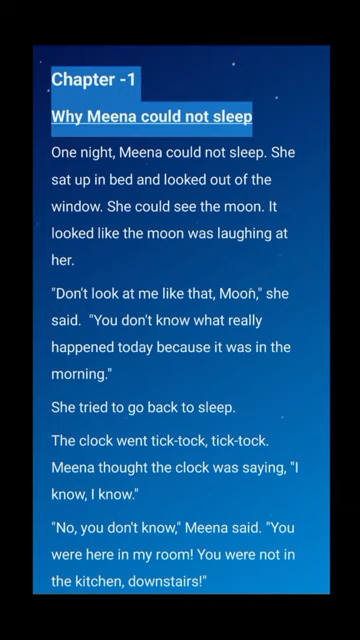 Chapter -1
Why Meena could not sleep
One night, Meena could not sleep. She
sat up in bed and looked out of the
window. She could see the moon. It
looked like the moon was laughing at
her.
"Don't look at me like that, Moon," she
said.  "You don't know what really
happened today because it was in the
morning."
She tried to go back to sleep.
The clock went tick-tock, tick-tock.
Meena thought the clock was saying, "I
know, I know."
"No, you don't know," Meena said. "You
were here in my room! You were not in
the kitchen, downstairs!"